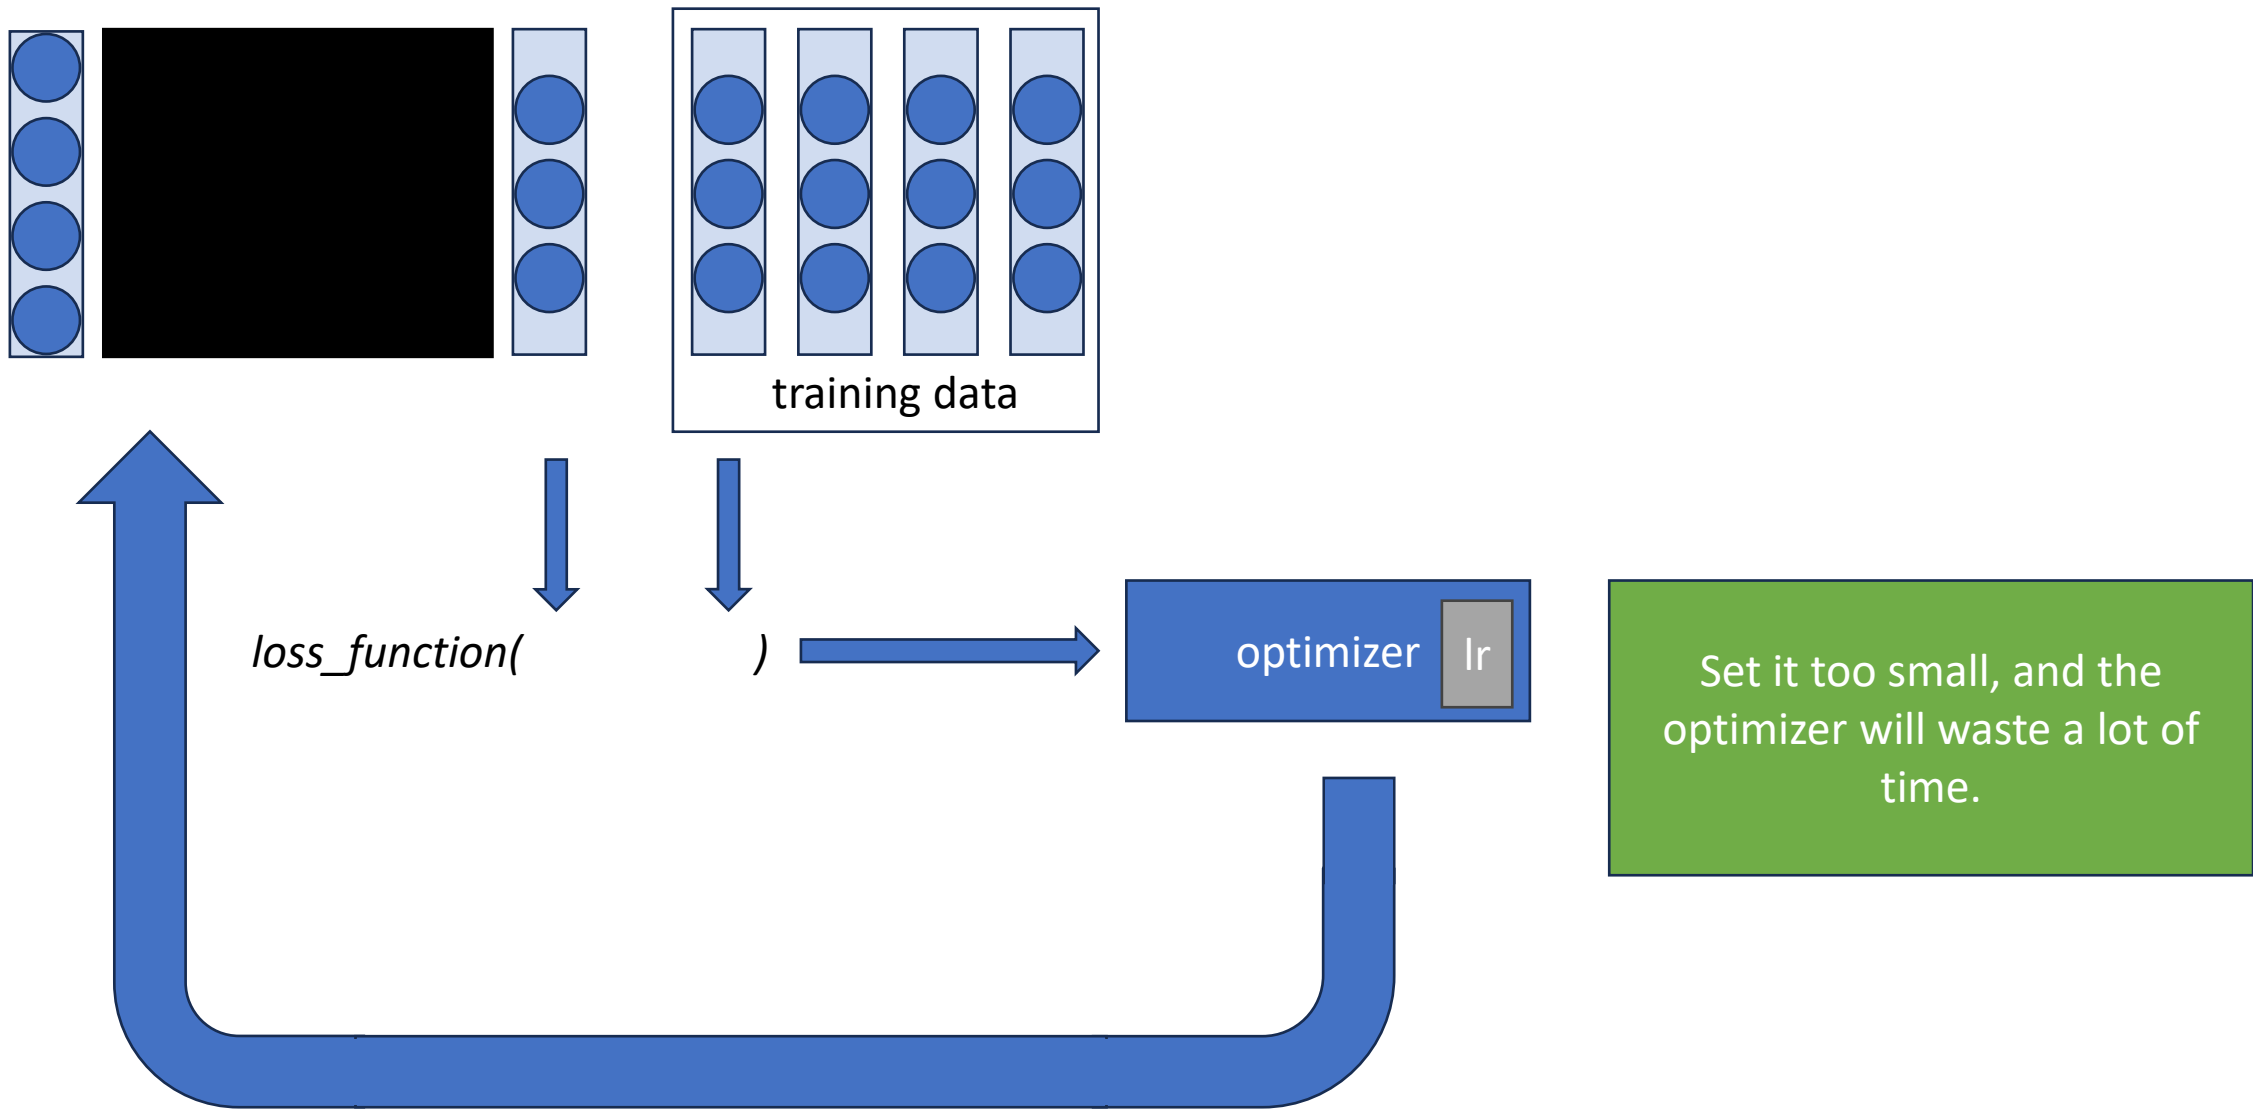 training data
loss_function( )
optimizer lr
Set it too small, and the
optimizer will waste a lot of
time.